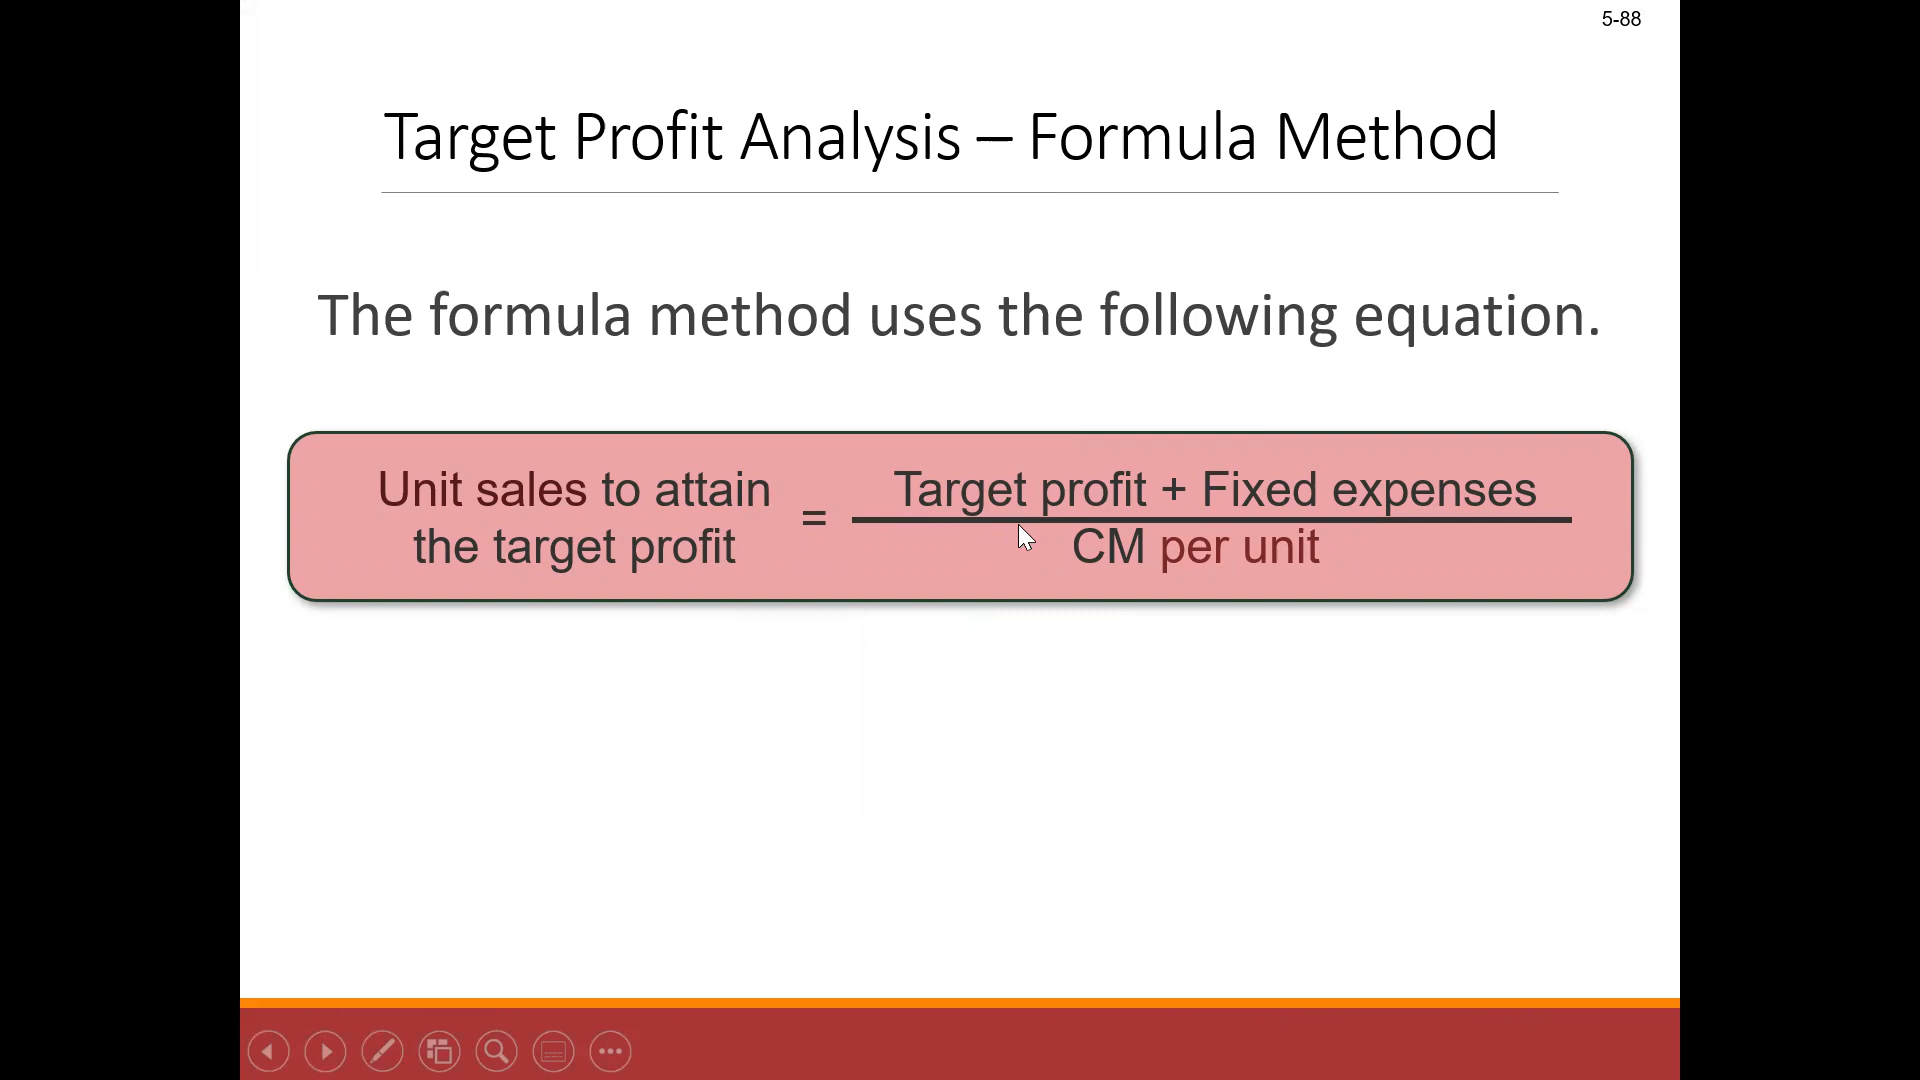 5-88
Target Profit Analysis – Formula Method
The formula method uses the following equation.
Unit sales to attain
the target profit
=
Target profit + Fixed expenses
CM per unit